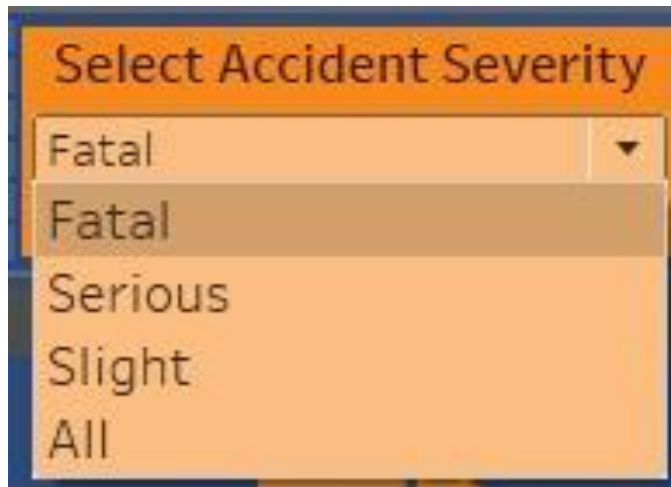 Select Accident Severity
Fatal
Fatal
Serious
Slight
All